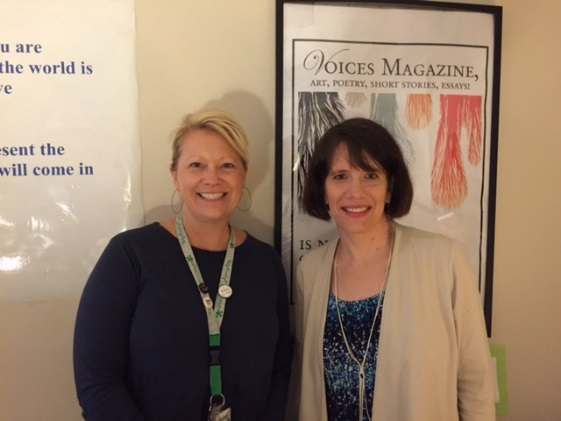 u are
the world is
ve
esent the
will come in
VOICES MAGAZINE,
ART, POETRY, SHORT STORIES, ESSAYS!
IS N